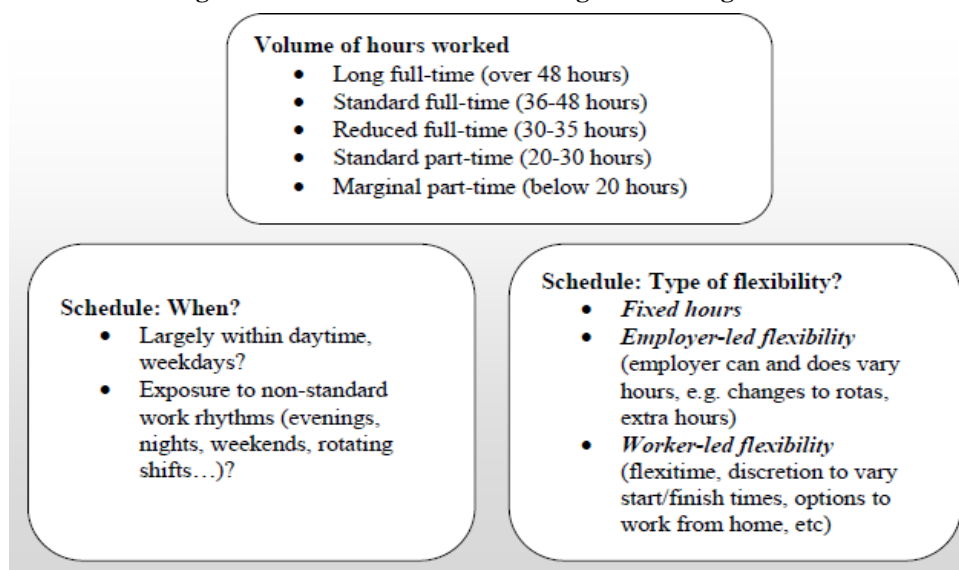 Volume of hours worked
• Long full-time (over 48 hours)
• Standard full-time (36-48 hours)
• Reduced full-time (30-35 hours)
• Standard part-time (20-30 hours)
• Marginal part-time (below 20 hours)
Schedule: When?
• Largely within daytime,
weekdays?
• Exposure to non-standard
work rhythms (evenings,
nights, weekends, rotating
shifts…)?
Schedule: Type of flexibility?
• Fixed hours
• Employer-led flexibility
(employer can and does vary
hours, e.g. changes to rotas,
extra hours)
• Worker-led flexibility
(flexitime, discretion to vary
start/finish times, options to
work from home, etc)